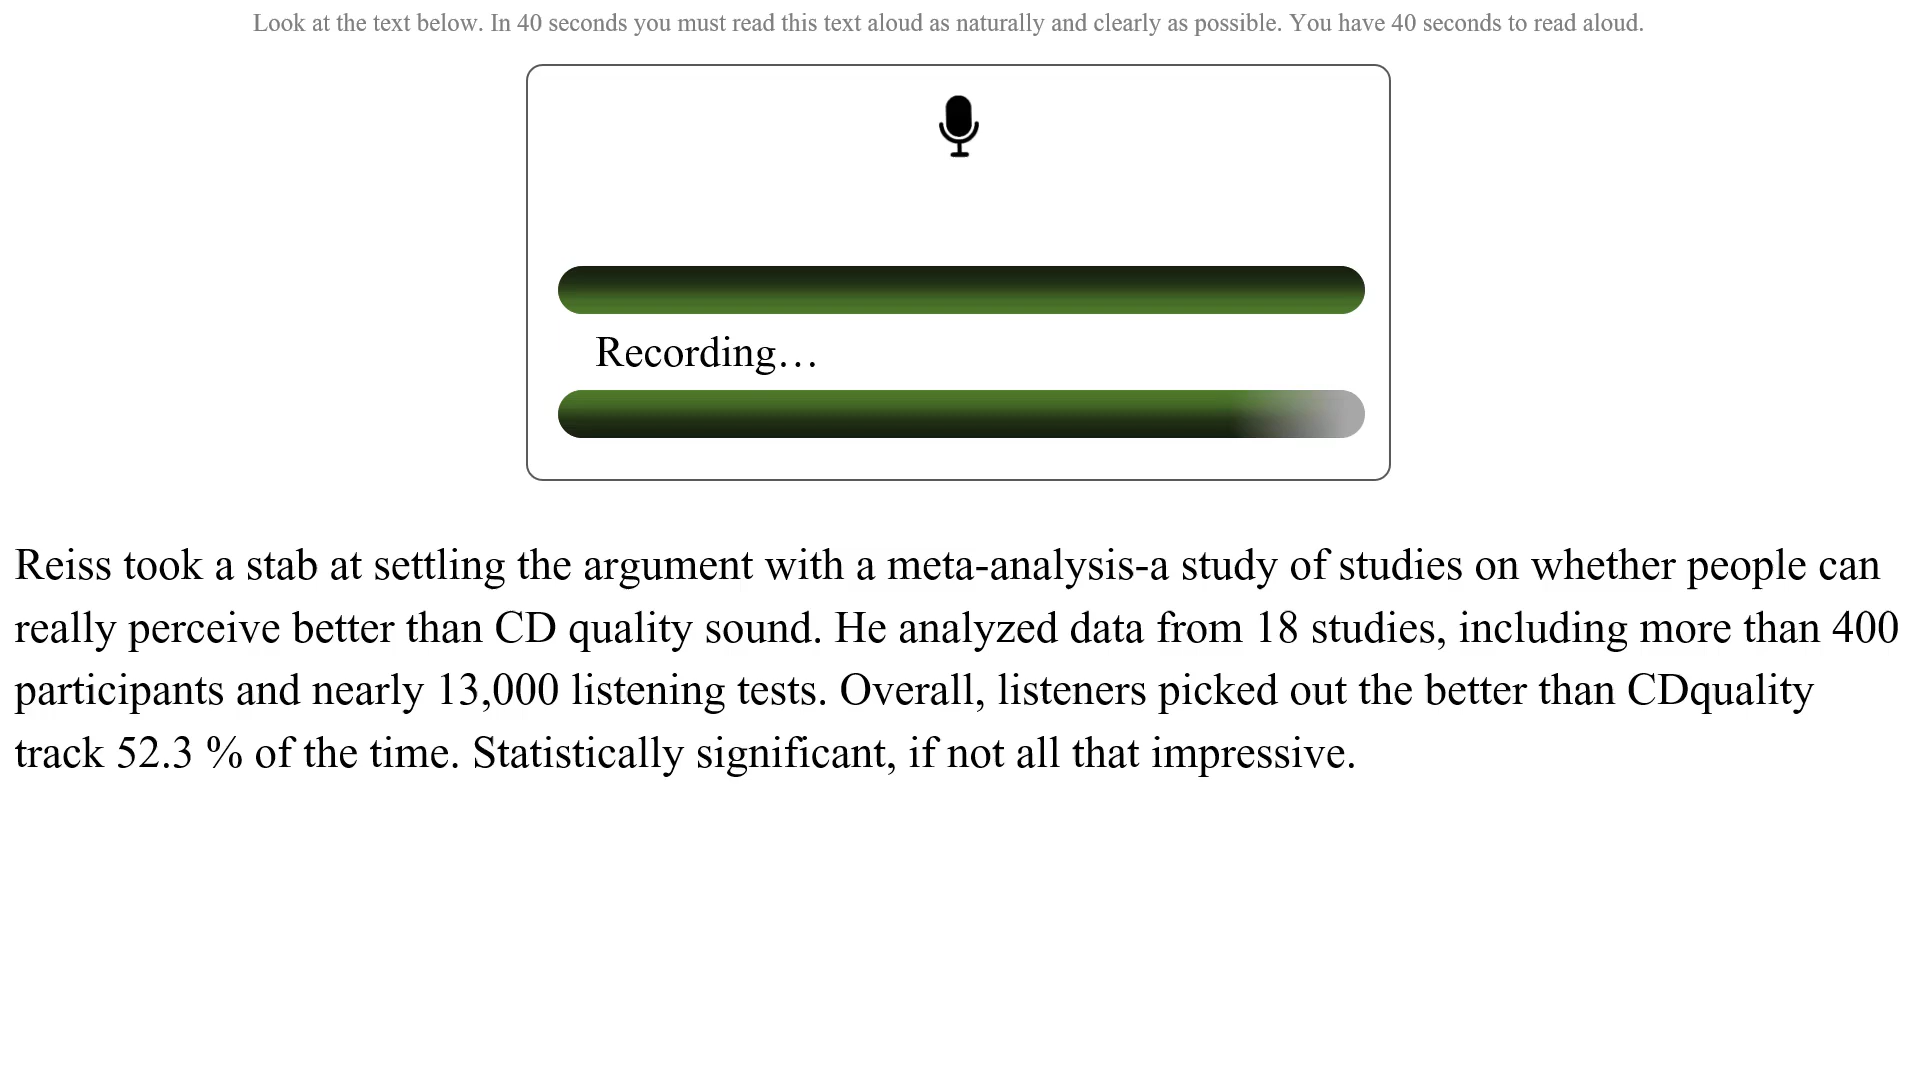 Look at the text below. In 40 seconds you must read this text aloud as naturally and clearly as possible. You have 40 seconds to read aloud.
Recording…
Reiss took a stab at settling the argument with a meta-analysis-a study of studies on whether people can
really perceive better than CD quality sound. He analyzed data from 18 studies, including more than 400
participants and nearly 13,000 listening tests. Overall, listeners picked out the better than CDquality
track 52.3 % of the time. Statistically significant, if not all that impressive.